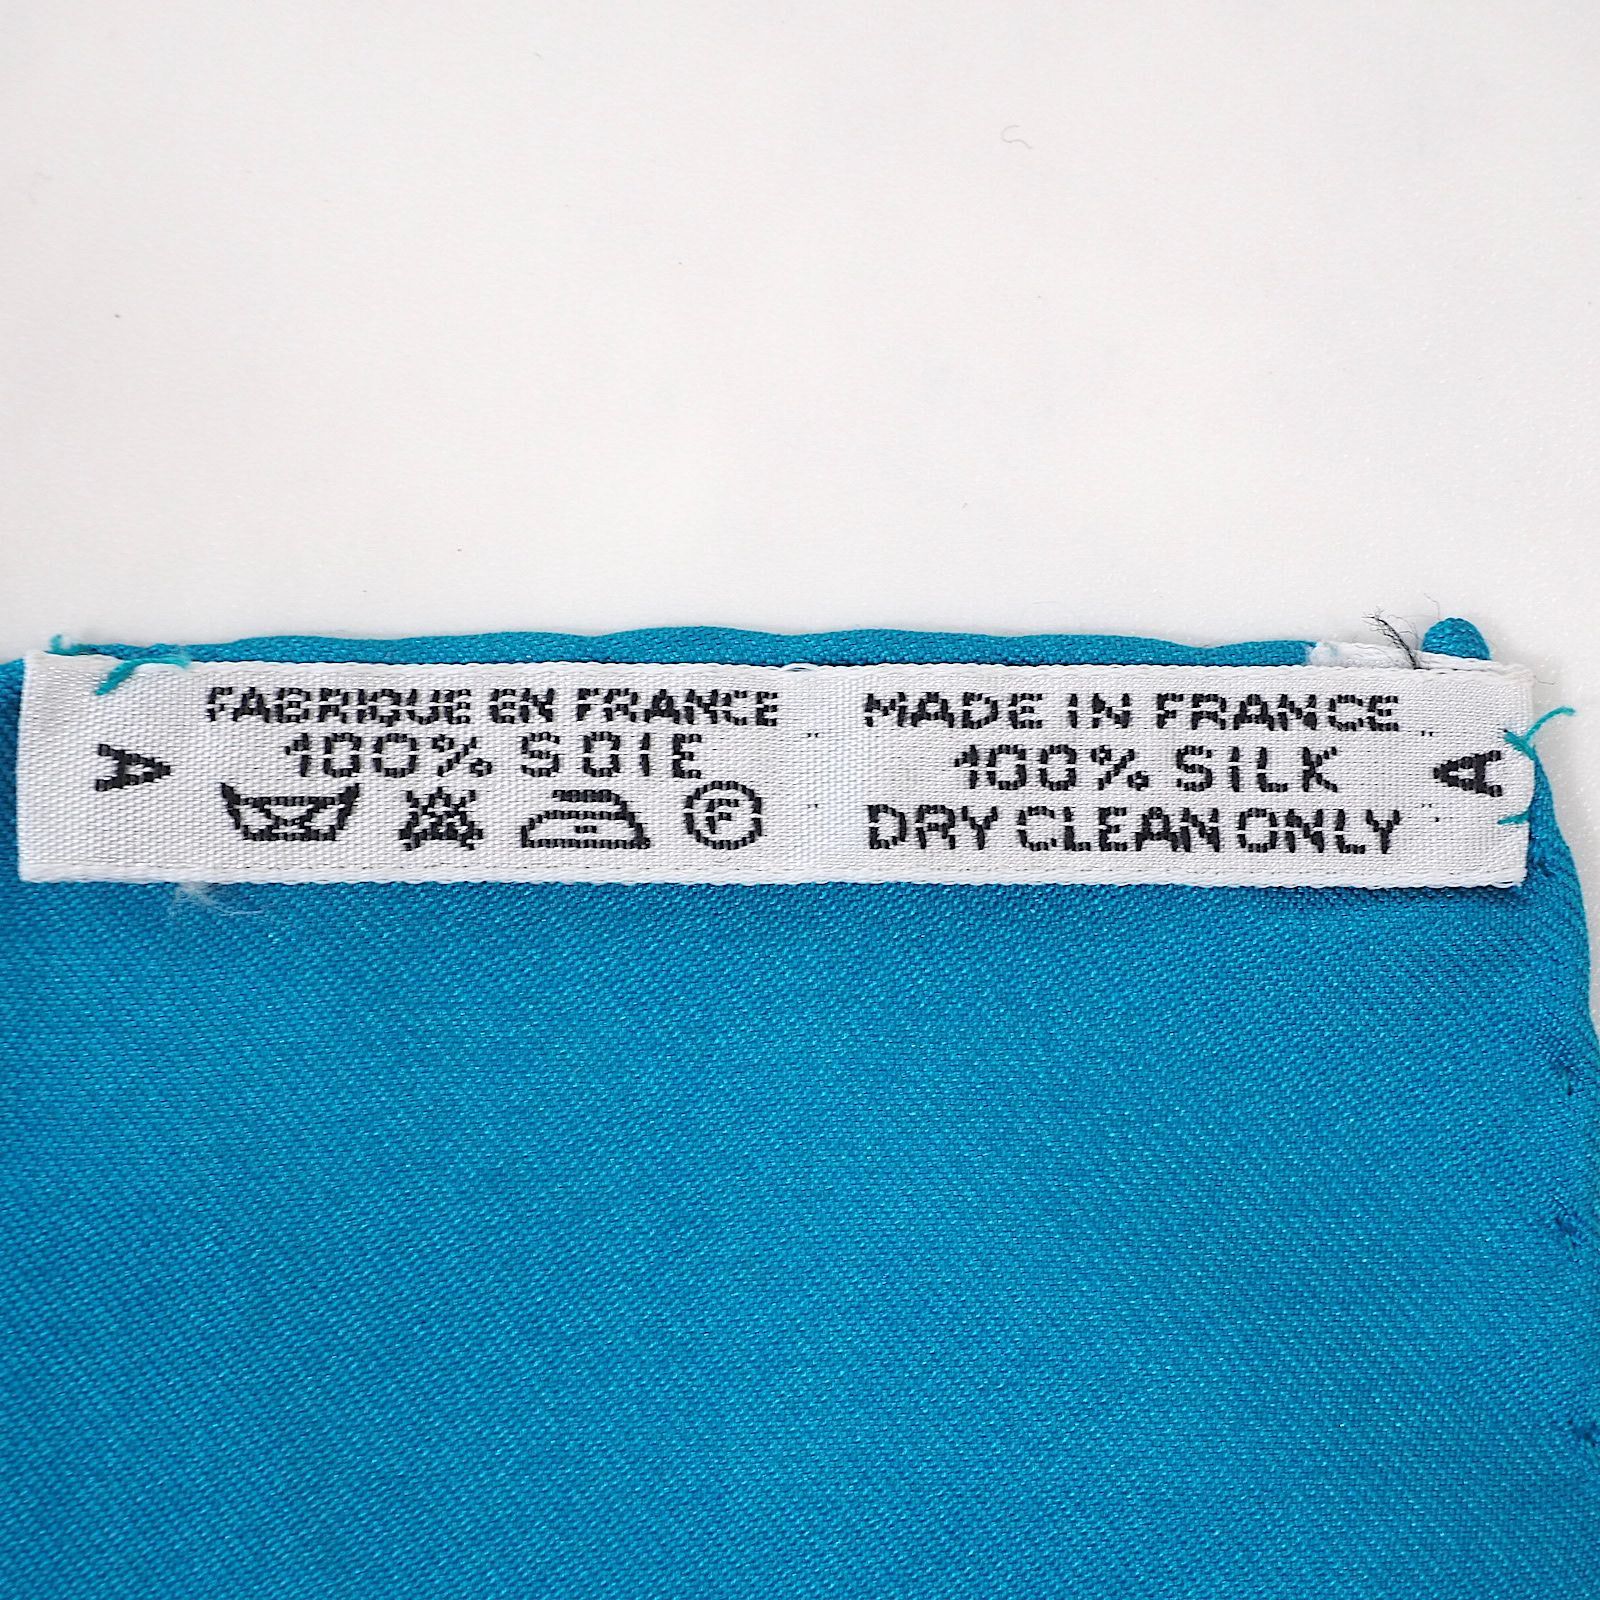 A
FABRIQUE EN FRANCE
100% SOIE
F
MADE IN FRANCE
100% SILK
DRY CLEAN ONLY
A